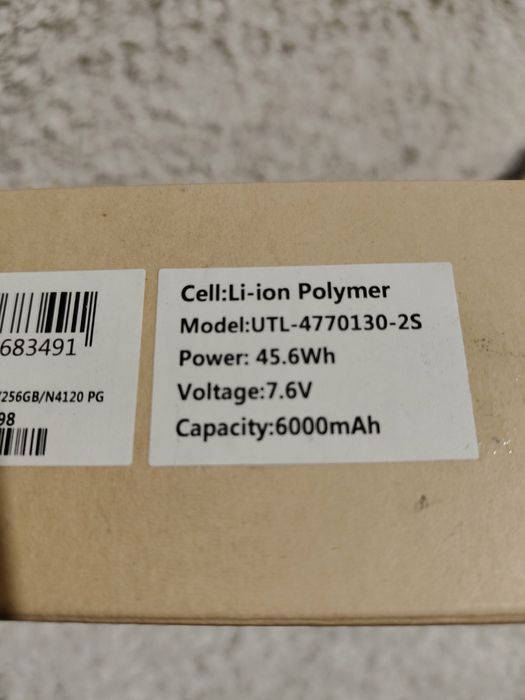 683491
/256GB/N4120 PG
98
Cell:Li-ion Polymer
Model:UTL-4770130-2S
Power: 45.6Wh
Voltage:7.6V
Capacity:6000mAh